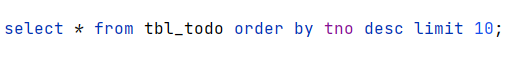 select * from tbl_todo order by tno desc limit 10;